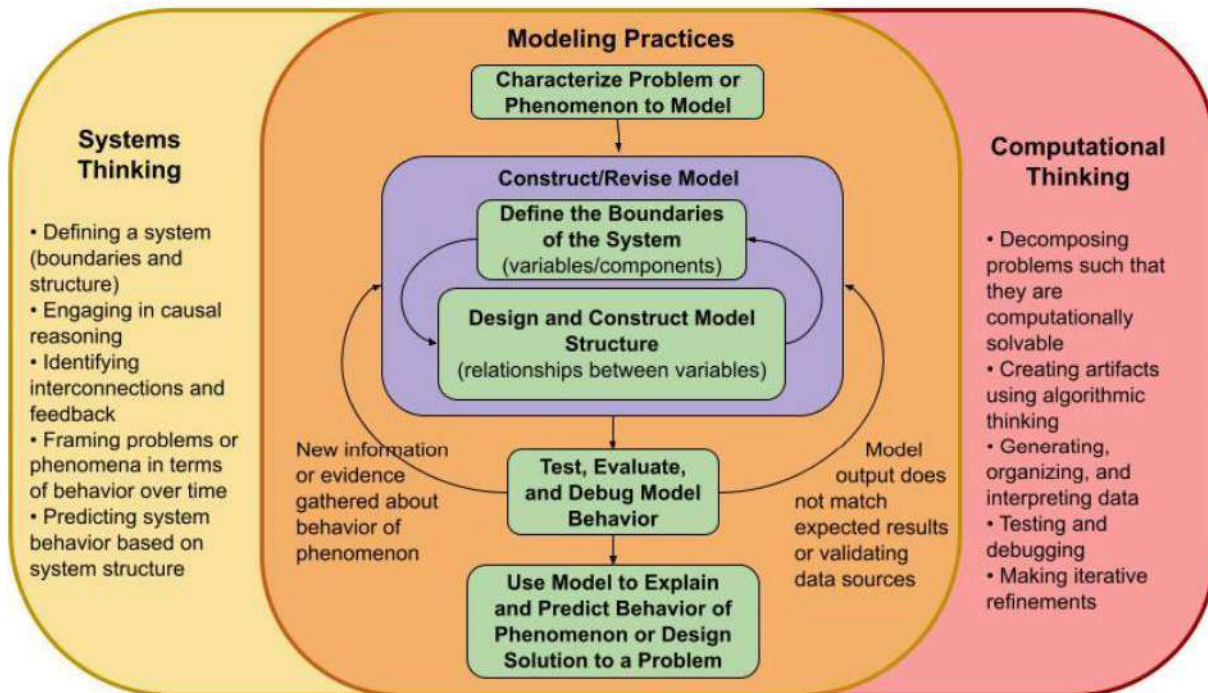 Modeling Practices
Characterize Problem or
Phenomenon to Model
Systems
Thinking
• Defining a system
(boundaries and
structure)
• Engaging in causal
reasoning
• Identifying
interconnections and
feedback
• Framing problems or
phenomena in terms
of behavior over time
• Predicting system
behavior based on
system structure
Construct/Revise Model
Define the Boundaries
of the System
(variables/components)
Design and Construct Model
Structure
(relationships between variables)
New information
or evidence
gathered about
behavior of
phenomenon
Test, Evaluate,
and Debug Model
Behavior
Model
output does
not match
expected results
or validating
data sources
Use Model to Explain
and Predict Behavior of
Phenomenon or Design
Solution to a Problem
Computational
Thinking
• Decomposing
problems such that
they are
computationally
solvable
• Creating artifacts
using algorithmic
thinking
• Generating,
organizing, and
interpreting data
• Testing and
debugging
• Making iterative
refinements